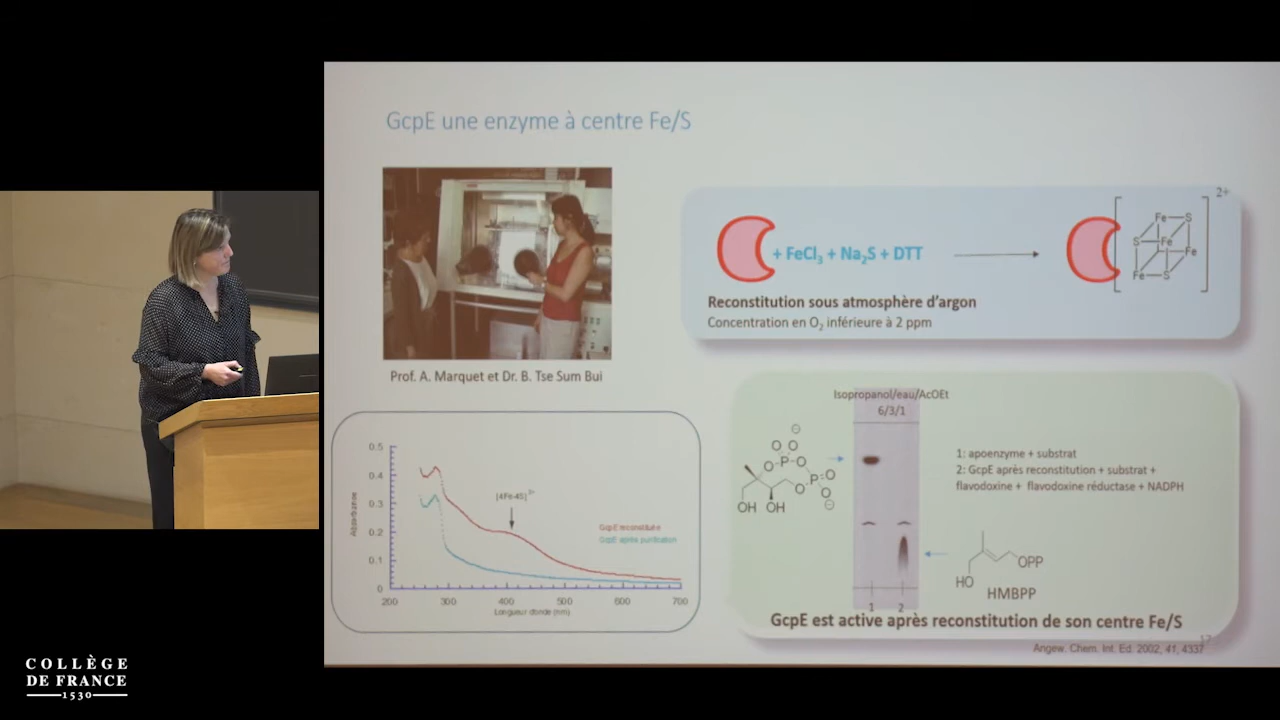 GcpE une enzyme à centre Fe/S
Prof. A. Marquet et Dr. B. Tse Sum Bui
+ FeCl3 + Na2S + DTT
2+
Fe—S
S—Fe
Fe
Fe—S
Reconstitution sous atmosphère d'argon
Concentration en O2 inférieure à 2 ppm
0.5
0.4
0.3
0.2
0.1
0
Absorbance
[4Fe-4S]2+
GcpE reconstituée
GcpE après purification
200 300 400 500 600 700
Longueur d'onde (nm)
Isopropanol/eau/AcOEt
6/3/1
O O
O P O
P O
O O
OH OH
1: apoenzyme + substrat
2: GcpE après reconstitution + substrat +
flavodoxine + flavodoxine réductase + NADPH
OPP
HO
HMBPP
1 2
GcpE est active après reconstitution de son centre Fe/S
17
Angew. Chem. Int. Ed. 2002, 41, 4337
COLLÈGE
DE FRANCE
1530